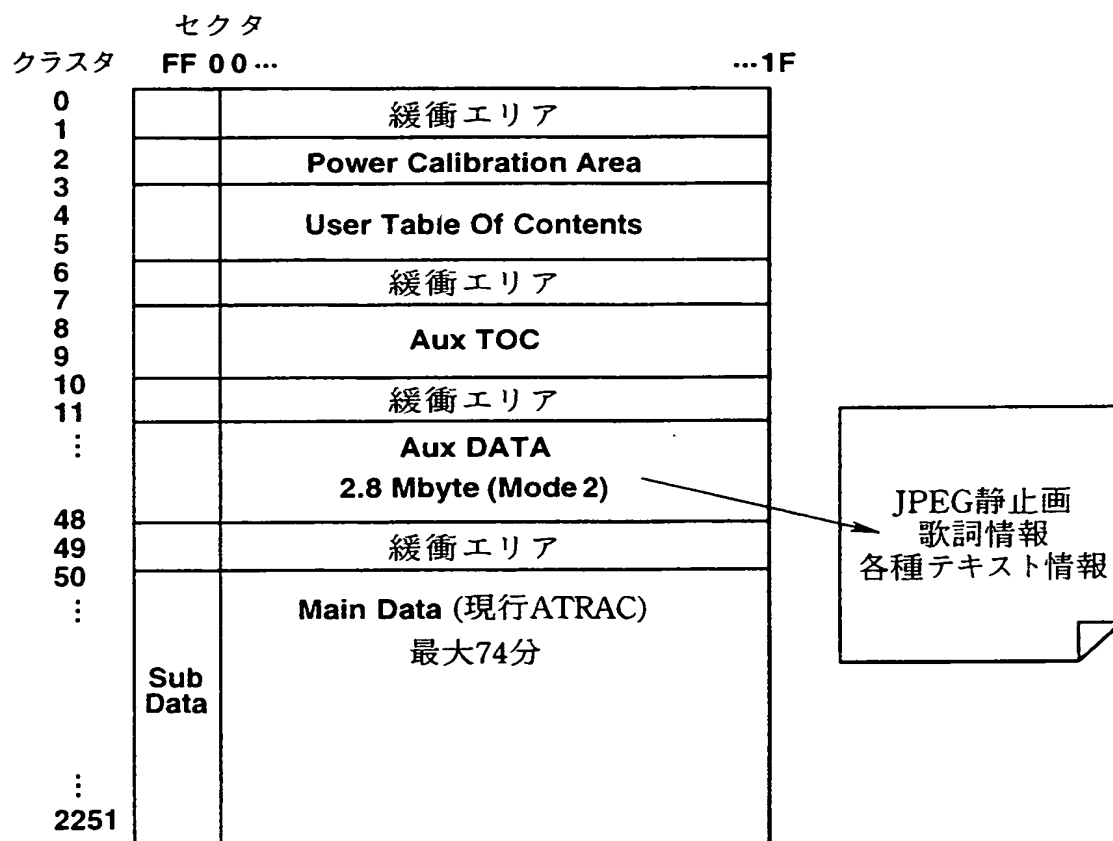 セクタ
クラスタ FF 0 0 ··· ···1F
0
1
緩衝エリア
2
3
Power Calibration Area
4
5
User Table Of Contents
6
7
緩衝エリア
8
9
Aux TOC
10
11
緩衝エリア
⋮
Aux DATA
2.8 Mbyte (Mode 2)
48
49
緩衝エリア
50
⋮
Main Data (現行ATRAC)
最大74分
Sub
Data
⋮
2251
JPEG静止画
歌詞情報
各種テキスト情報